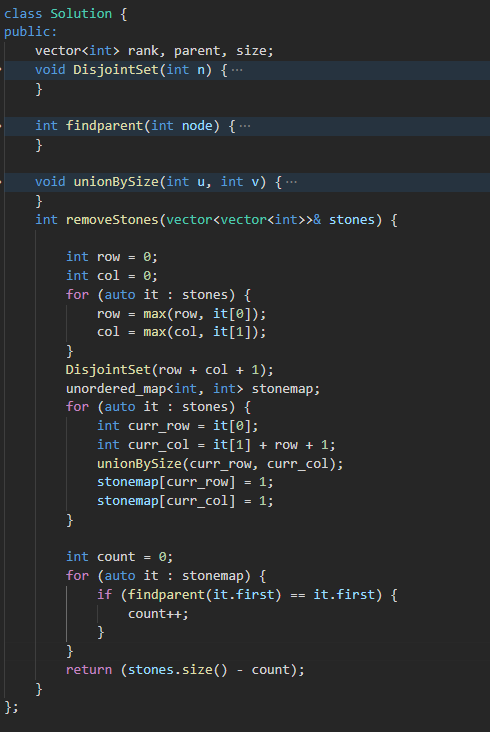 class Solution {
public:
    vector<int> rank, parent, size;
    void DisjointSet(int n) {···
    }

    int findparent(int node) {···
    }

    void unionBySize(int u, int v) {···
    }
    int removeStones(vector<vector<int>>& stones) {

        int row = 0;
        int col = 0;
        for (auto it : stones) {
            row = max(row, it[0]);
            col = max(col, it[1]);
        }
        DisjointSet(row + col + 1);
        unordered_map<int, int> stonemap;
        for (auto it : stones) {
            int curr_row = it[0];
            int curr_col = it[1] + row + 1;
            unionBySize(curr_row, curr_col);
            stonemap[curr_row] = 1;
            stonemap[curr_col] = 1;
        }

        int count = 0;
        for (auto it : stonemap) {
            if (findparent(it.first) == it.first) {
                count++;
            }
        }
        return (stones.size() - count);
    }
};